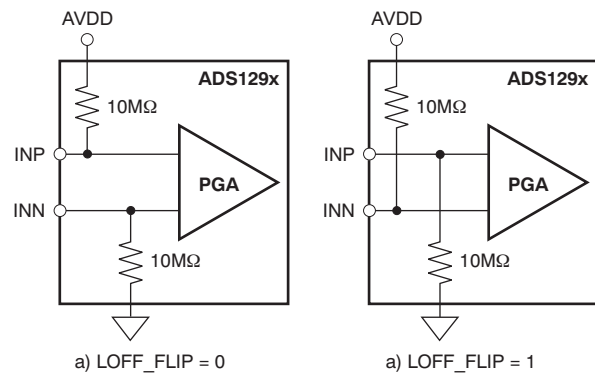 AVDD
ADS129x
10MΩ
INP
PGA
INN
10MΩ
a) LOFF_FLIP = 0
AVDD
ADS129x
10MΩ
INP
PGA
INN
10MΩ
a) LOFF_FLIP = 1